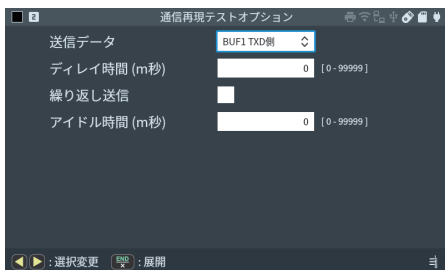 2 通信再現テストオプション
送信データ BUF1 TXD側
ディレイ時間 (m秒) 0 [ 0 - 99999 ]
繰り返し送信
アイドル時間 (m秒) 0 [ 0 - 99999 ]
: 選択変更 END × : 展開